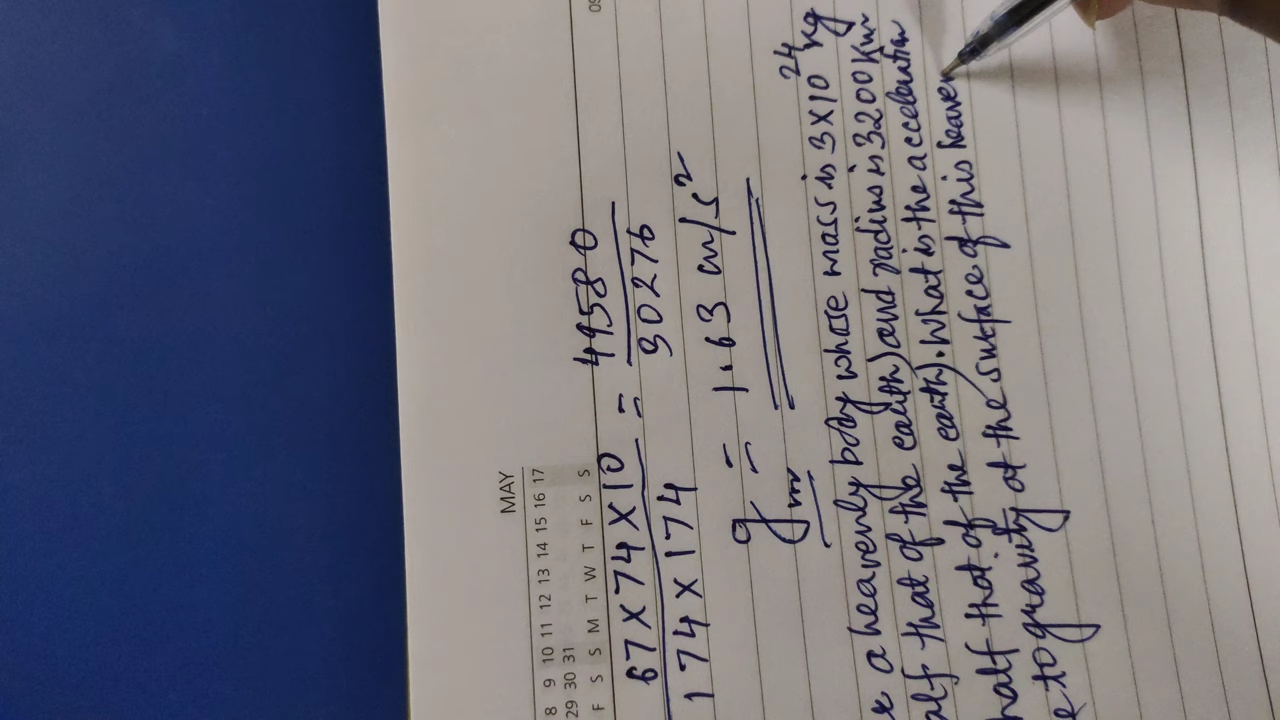 MAY
8 9 10 11 12 13 14 15 16 17
29 30 31
F S S M T W T F S S
67×74×10 = 49580
174×174 30276
g_m = 1.63 m/s²
a heavenly body whose mass is 3×10²⁴ kg
half that of the earth) and radius is 3200 Km
half that of the earth). What is the acceleration
to gravity at the surface of this heaven